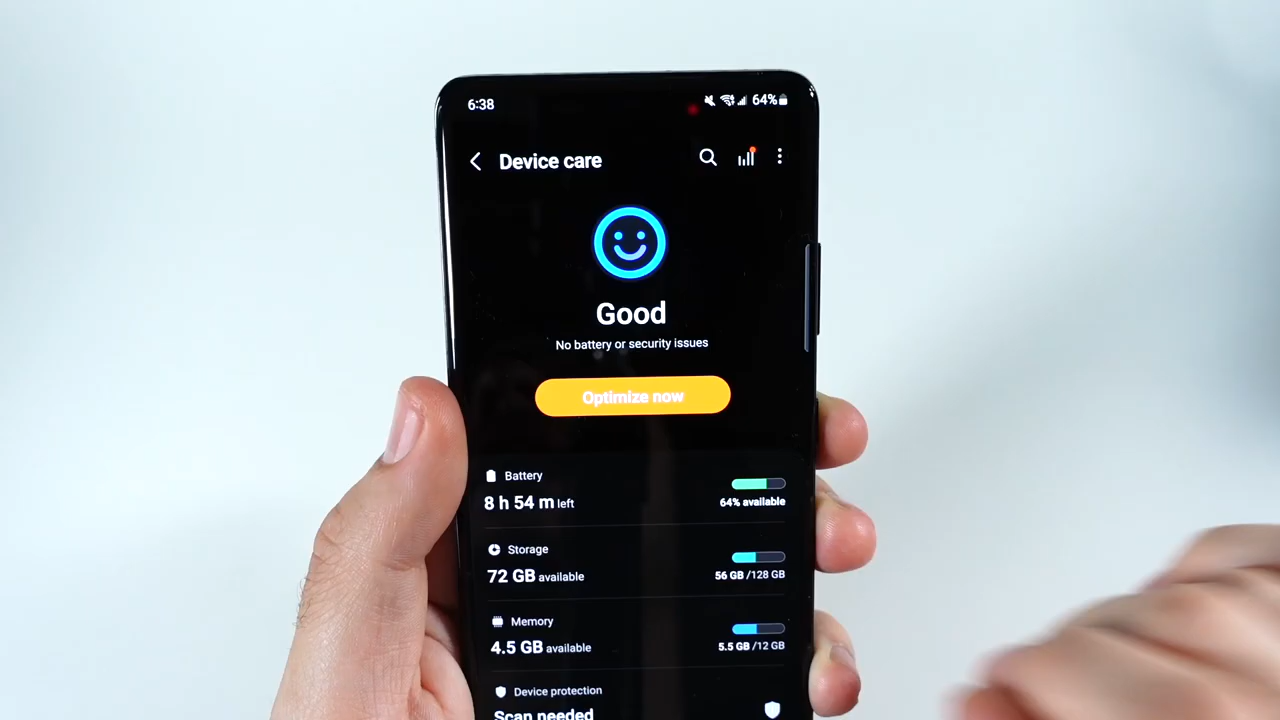 6:38
64%
Device care
Good
No battery or security issues
Optimize now
Battery
8 h 54 m left
64% available
Storage
72 GB available
56 GB /128 GB
Memory
4.5 GB available
5.5 GB /12 GB
Device protection
Scan needed